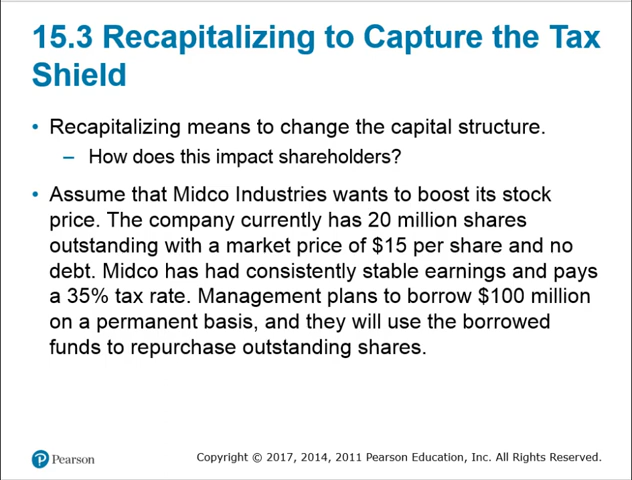 15.3 Recapitalizing to Capture the Tax
Shield
• Recapitalizing means to change the capital structure.
– How does this impact shareholders?
• Assume that Midco Industries wants to boost its stock
price. The company currently has 20 million shares
outstanding with a market price of $15 per share and no
debt. Midco has had consistently stable earnings and pays
a 35% tax rate. Management plans to borrow $100 million
on a permanent basis, and they will use the borrowed
funds to repurchase outstanding shares.
Pearson
Copyright © 2017, 2014, 2011 Pearson Education, Inc. All Rights Reserved.